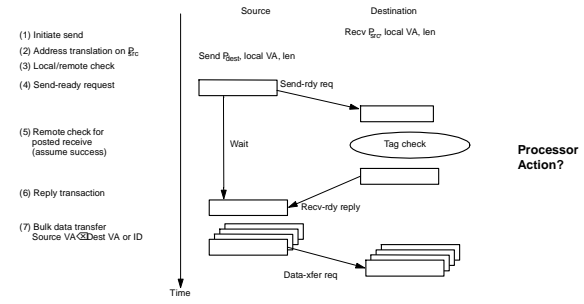 Source
Destination
(1) Initiate send
Recv Psrc, local VA, len
(2) Address translation on Psrc
Send Pdest, local VA, len
(3) Local/remote check
(4) Send-ready request
Send-rdy req
(5) Remote check for
posted receive
(assume success)
Wait
Tag check
Processor
Action?
(6) Reply transaction
Recv-rdy reply
(7) Bulk data transfer
Source VA Dest VA or ID
Data-xfer req
Time